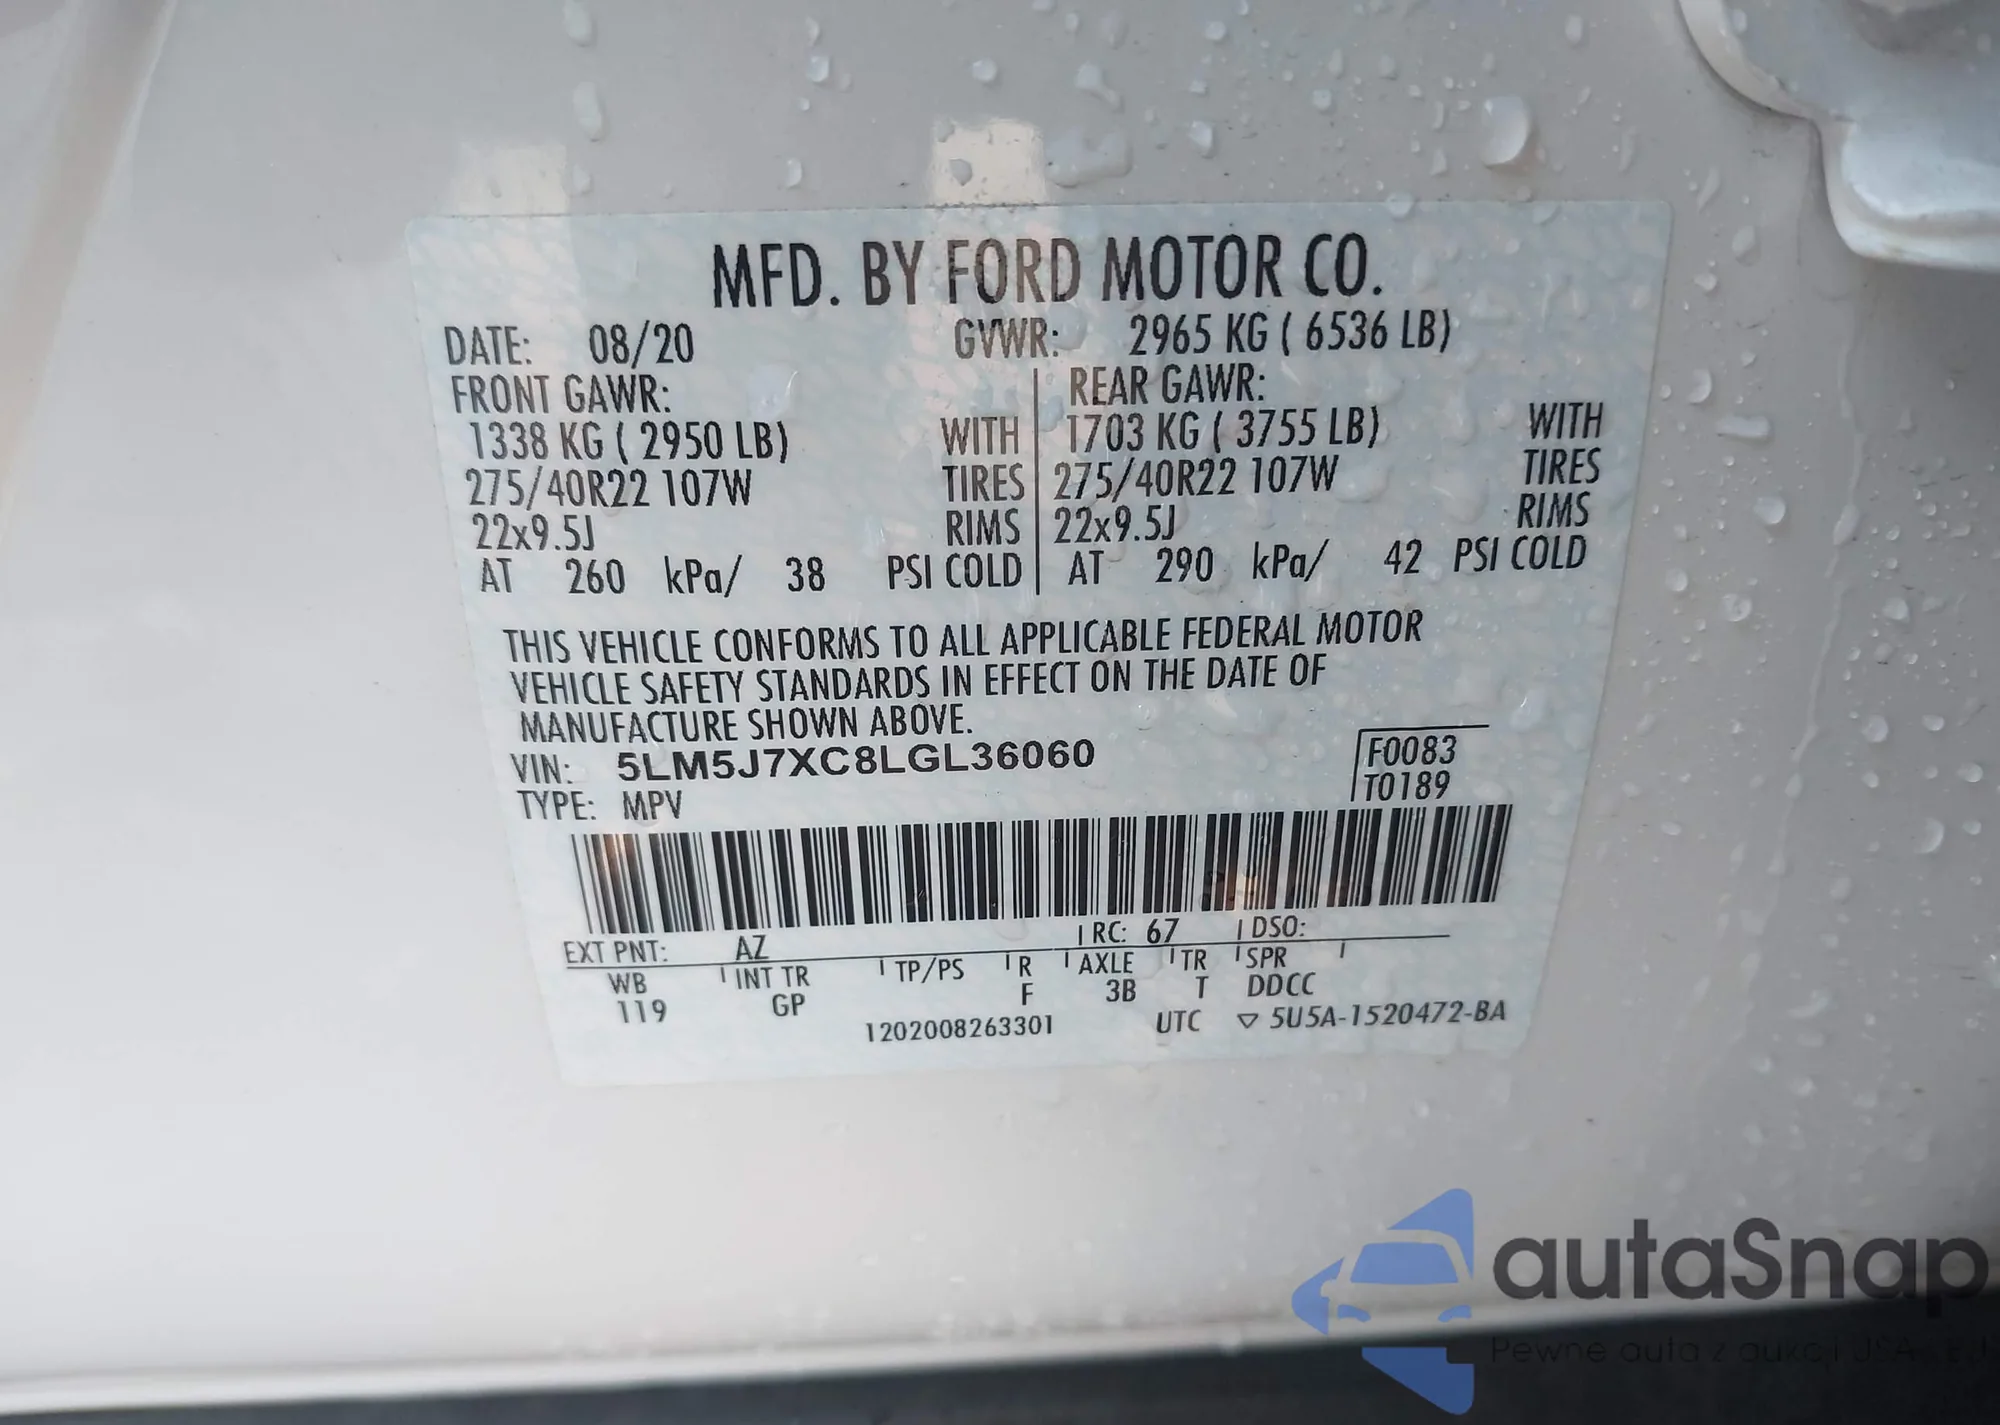 MFD. BY FORD MOTOR CO.
DATE: 08/20 GVWR: 2965 KG ( 6536 LB)
FRONT GAWR: REAR GAWR:
1338 KG ( 2950 LB) WITH 1703 KG ( 3755 LB) WITH
275/40R22 107W TIRES 275/40R22 107W TIRES
22x9.5J RIMS 22x9.5J RIMS
AT 260 kPa/ 38 PSI COLD AT 290 kPa/ 42 PSI COLD
THIS VEHICLE CONFORMS TO ALL APPLICABLE FEDERAL MOTOR
VEHICLE SAFETY STANDARDS IN EFFECT ON THE DATE OF
MANUFACTURE SHOWN ABOVE.
VIN: 5LM5J7XC8LGL36060 F0083
TYPE: MPV T0189
EXT PNT: AZ RC: 67 DSO:
WB INT TR TP/PS R AXLE TR SPR
119 GP F 3B T DDCC
1202008263301 UTC ▽ 5U5A-1520472-BA
autaSnap
Pewne auta z aukcji USA